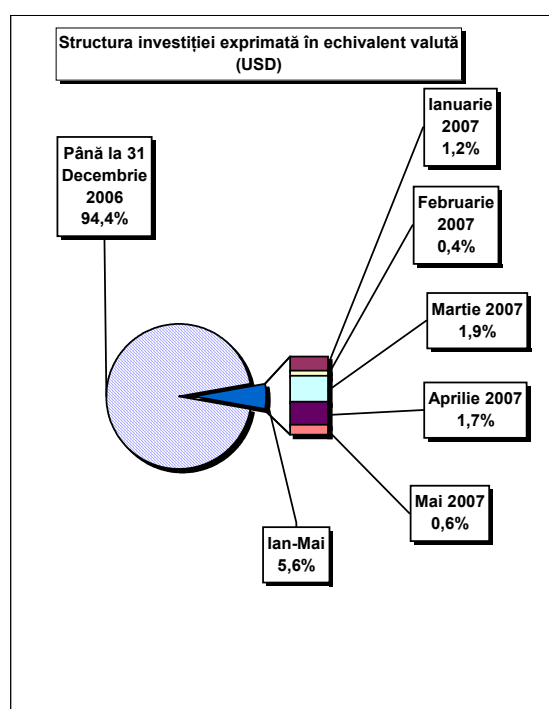 Structura investiției exprimată în echivalent valută
(USD)
Până la 31
Decembrie
2006
94,4%
Ianuarie
2007
1,2%
Februarie
2007
0,4%
Martie 2007
1,9%
Aprilie 2007
1,7%
Mai 2007
0,6%
Ian-Mai
5,6%